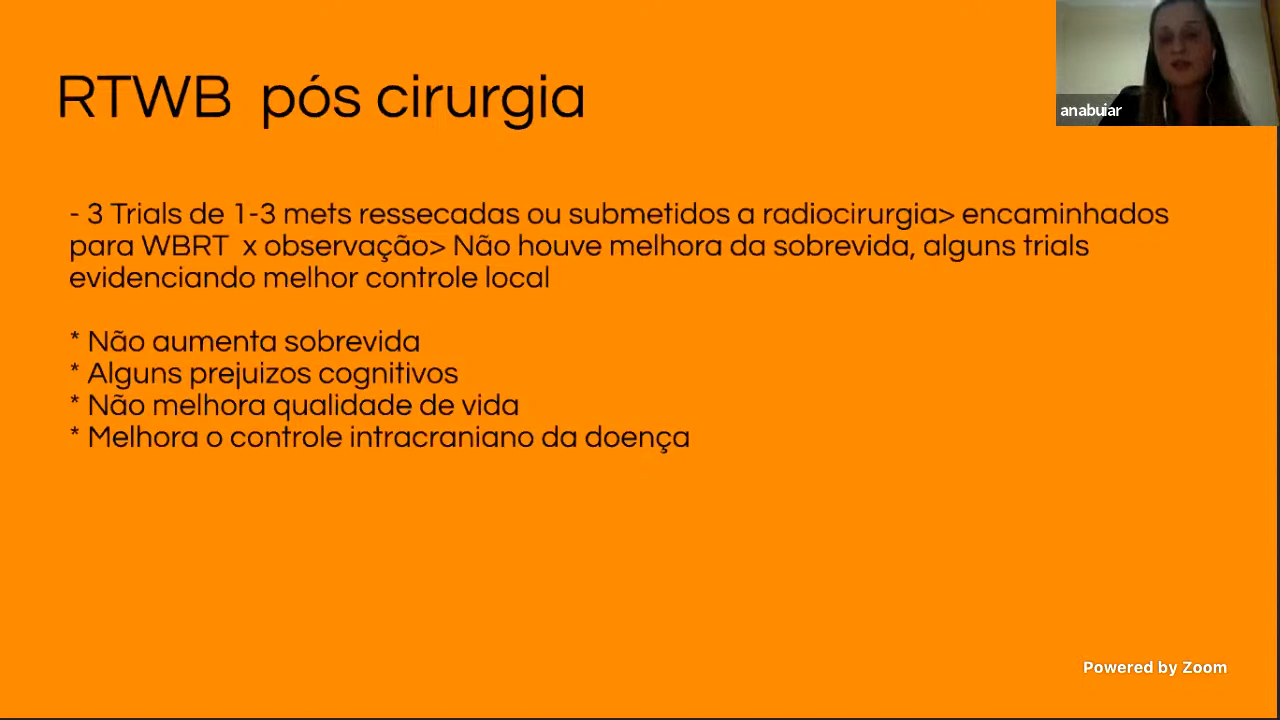 RTWB pós cirurgia
anabuiar
- 3 Trials de 1-3 mets ressecadas ou submetidos a radiocirurgia> encaminhados
para WBRT x observação> Não houve melhora da sobrevida, alguns trials
evidenciando melhor controle local
* Não aumenta sobrevida
* Alguns prejuizos cognitivos
* Não melhora qualidade de vida
* Melhora o controle intracraniano da doença
Powered by Zoom